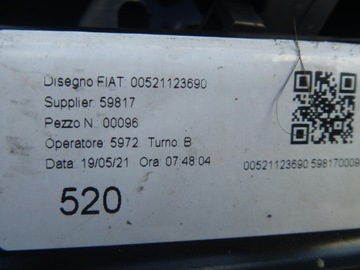 Disegno FIAT: 00521123690
Supplier: 59817
Pezzo N.: 00096
Operatore: 5972 Turno: B
Data: 19/05/21 Ora: 07:48:04
00521123690 5981700096
520